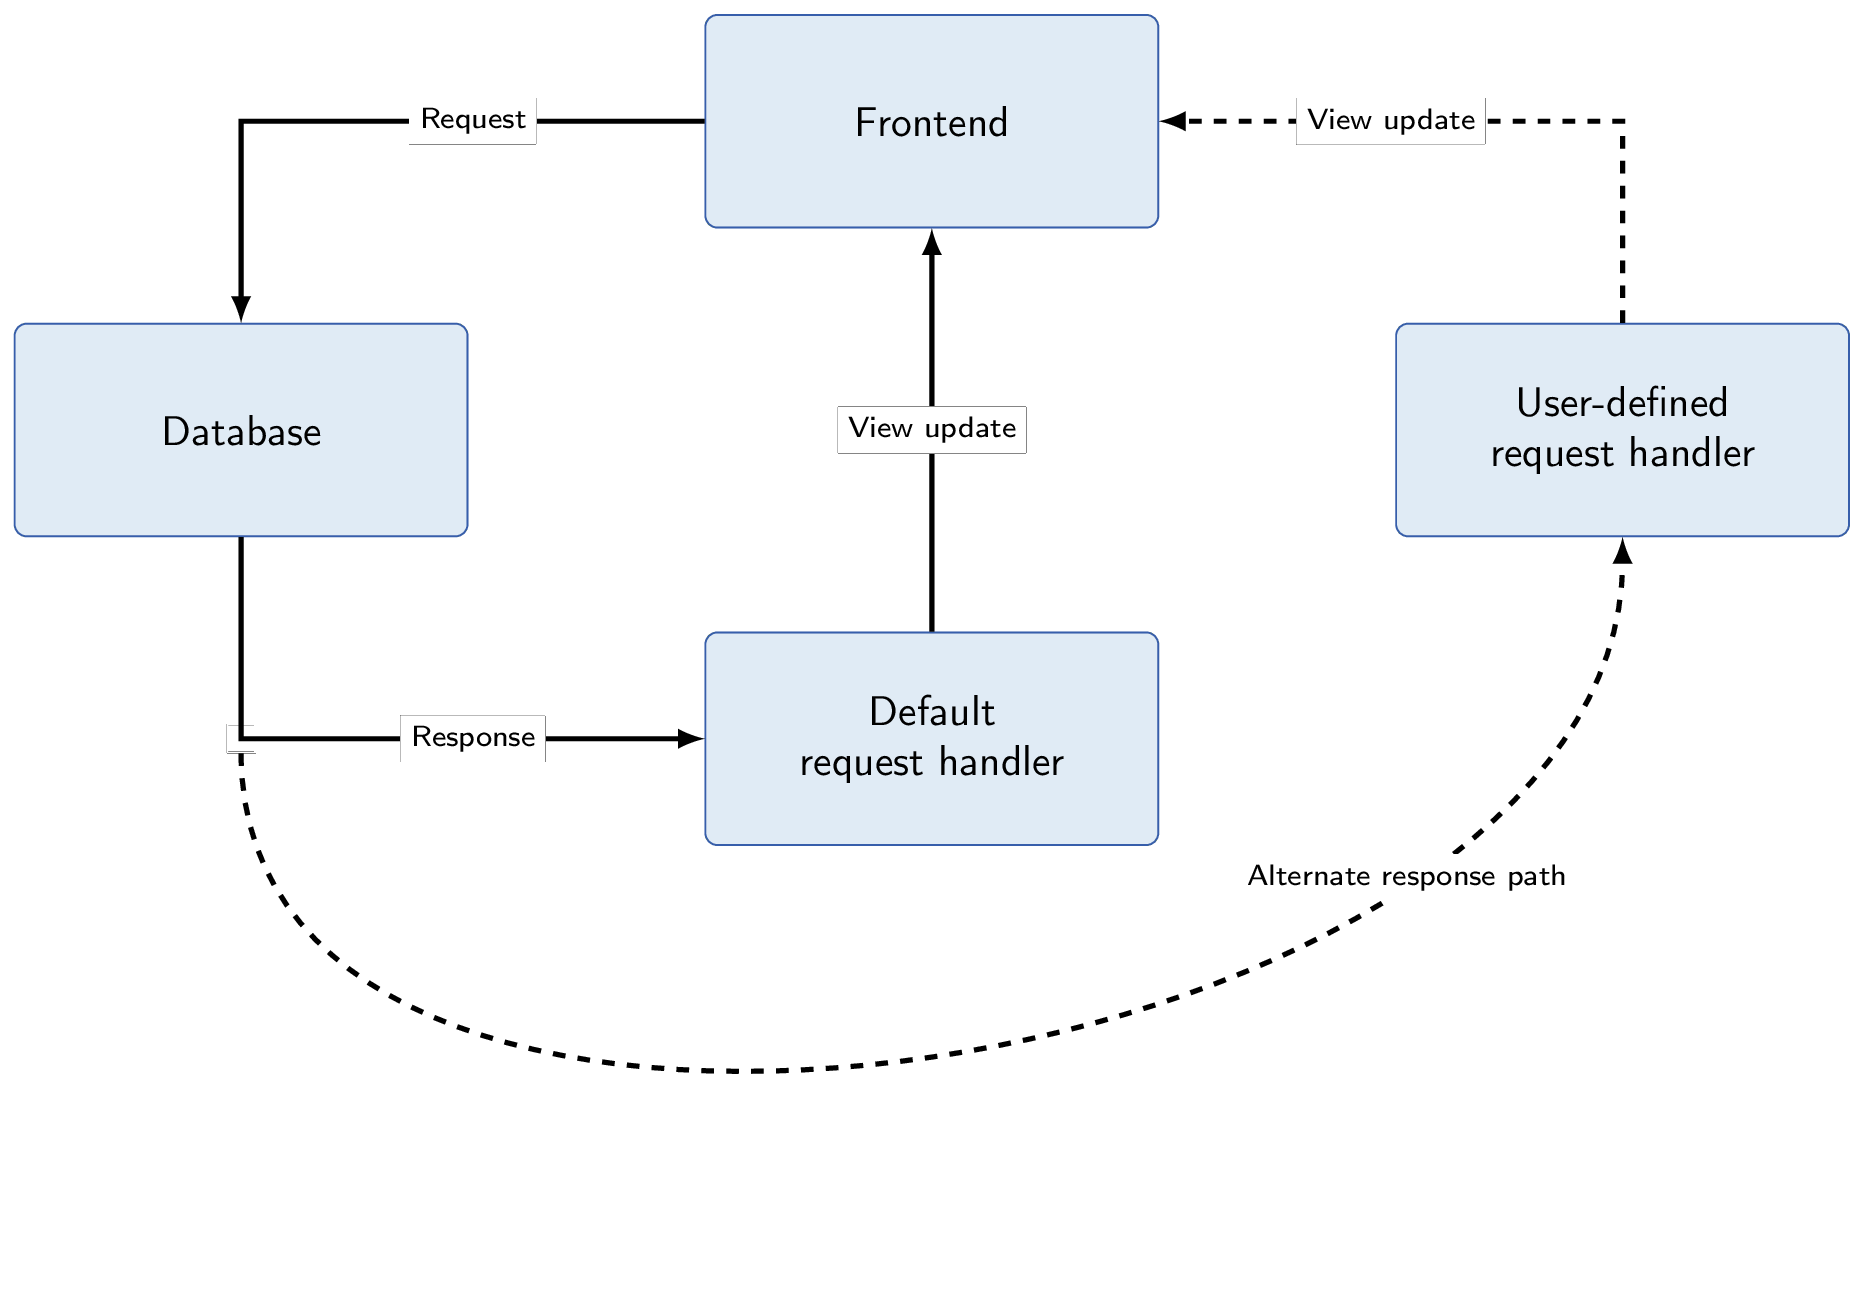 Request
Frontend
View update
Database
View update
User-defined
request handler
Response
Default
request handler
Alternate response path